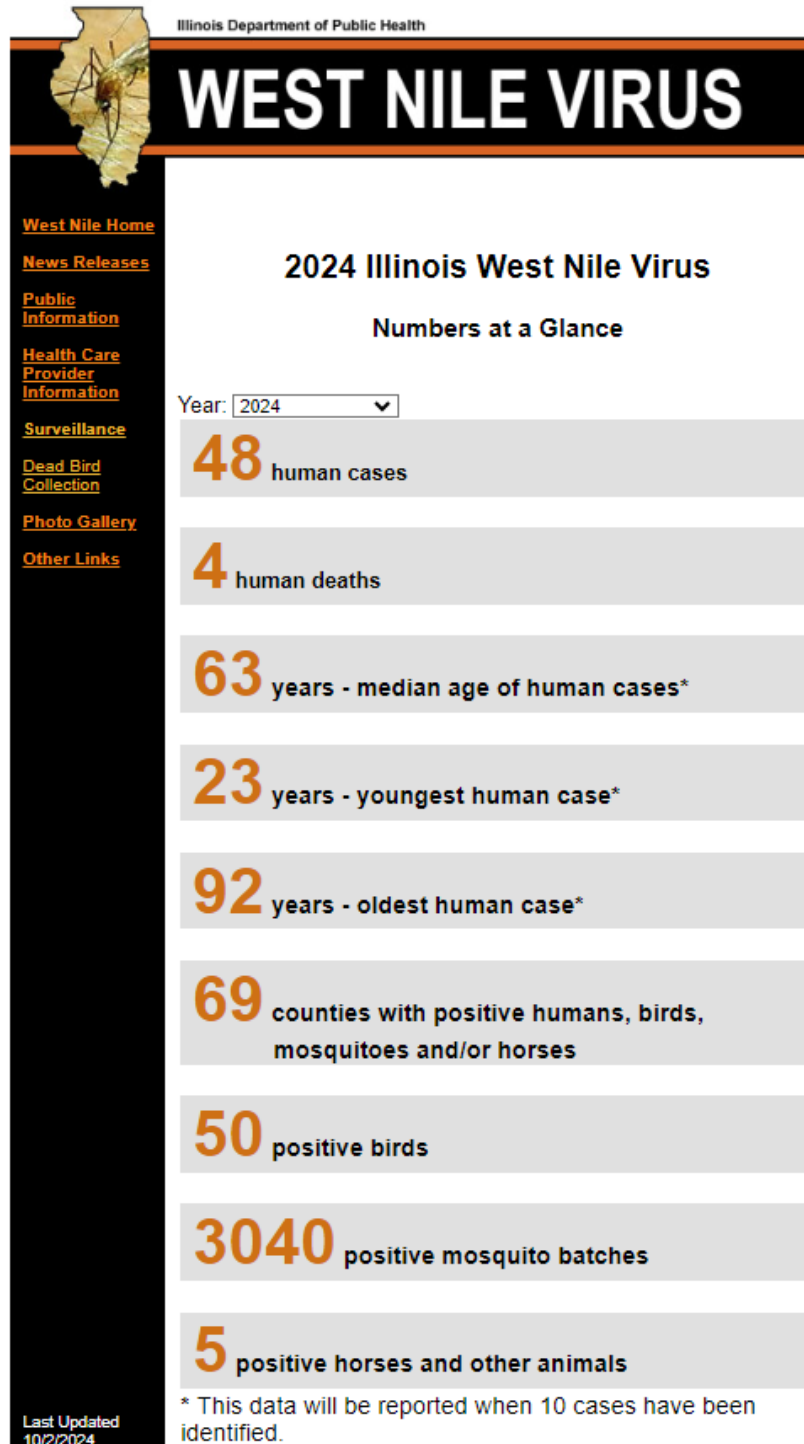 Illinois Department of Public Health
WEST NILE VIRUS
West Nile Home
News Releases
Public
Information
Health Care
Provider
Information
Surveillance
Dead Bird
Collection
Photo Gallery
Other Links
Last Updated
10/2/2024
2024 Illinois West Nile Virus
Numbers at a Glance
Year: 2024
48 human cases
4 human deaths
63 years - median age of human cases*
23 years - youngest human case*
92 years - oldest human case*
69 counties with positive humans, birds,
mosquitoes and/or horses
50 positive birds
3040 positive mosquito batches
5 positive horses and other animals
* This data will be reported when 10 cases have been
identified.